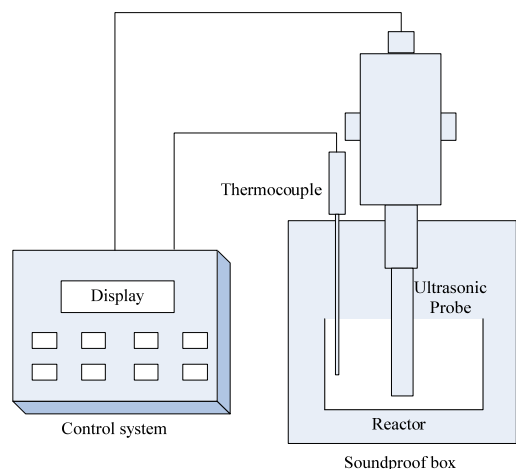 Thermocouple
Display
Ultrasonic
Probe
Control system
Reactor
Soundproof box